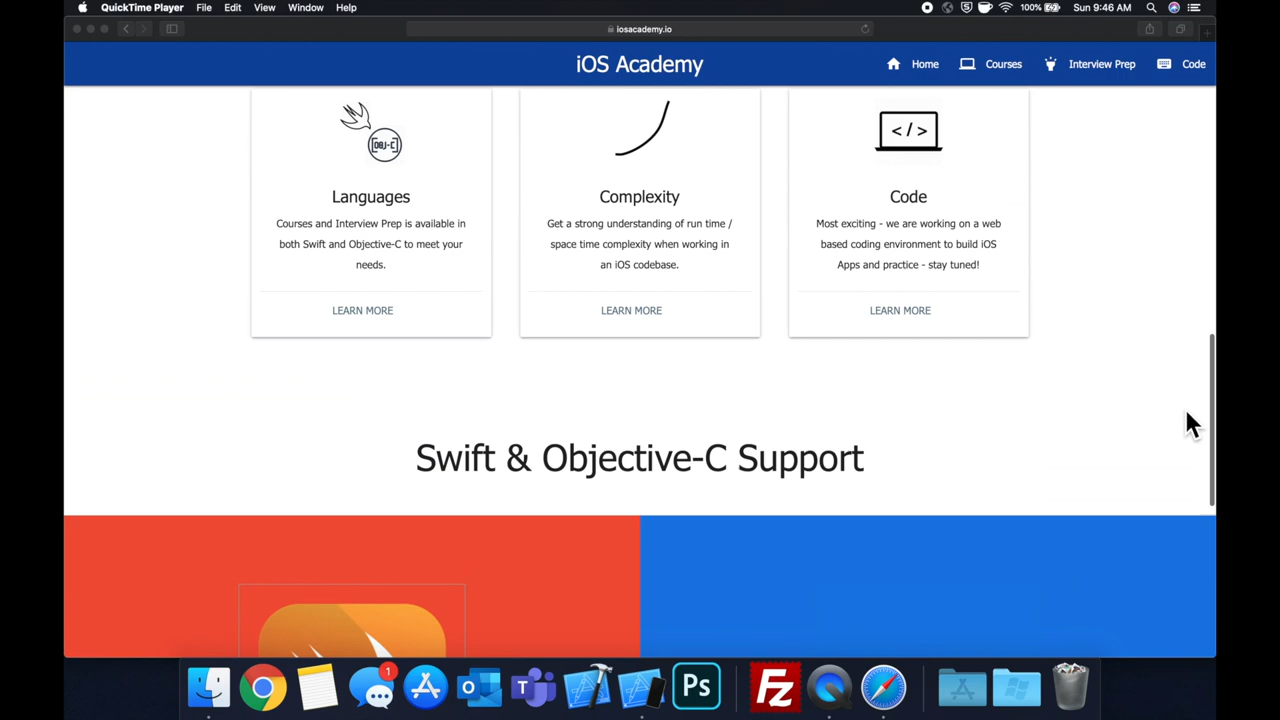 QuickTime Player File Edit View Window Help 100% Sun 9:46 AM
iosacademy.io
iOS Academy Home Courses Interview Prep Code
OBJ-C
</>
Languages
Courses and Interview Prep is available in
both Swift and Objective-C to meet your
needs.
LEARN MORE
Complexity
Get a strong understanding of run time /
space time complexity when working in
an iOS codebase.
LEARN MORE
Code
Most exciting - we are working on a web
based coding environment to build iOS
Apps and practice - stay tuned!
LEARN MORE
Swift & Objective-C Support
1
Ps
Fz